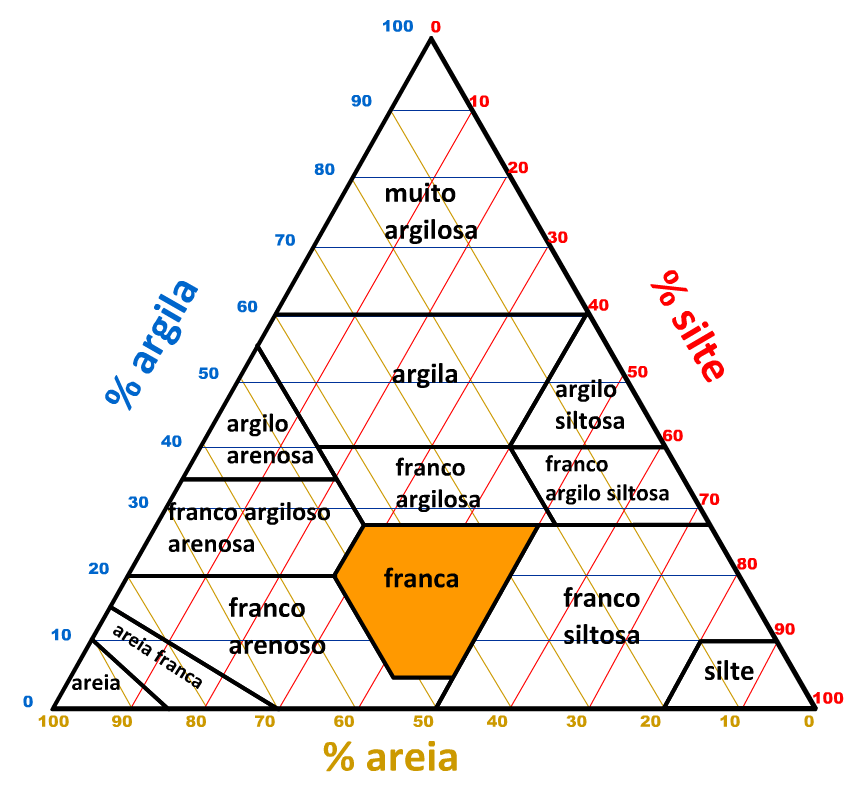 100 0
90 10
80 20
muito
argilosa
70 30
60 40
% argila
% silte
50 argila 50
argilo
siltosa
argilo
arenosa
40 60
franco
argilosa
franco
argilo siltosa
30 70
franco argiloso
arenosa
20 franca 80
franco
arenoso
franco
siltosa
10 90
areia franca
areia
silte
0 100
100 90 80 70 60 50 40 30 20 10 0
% areia